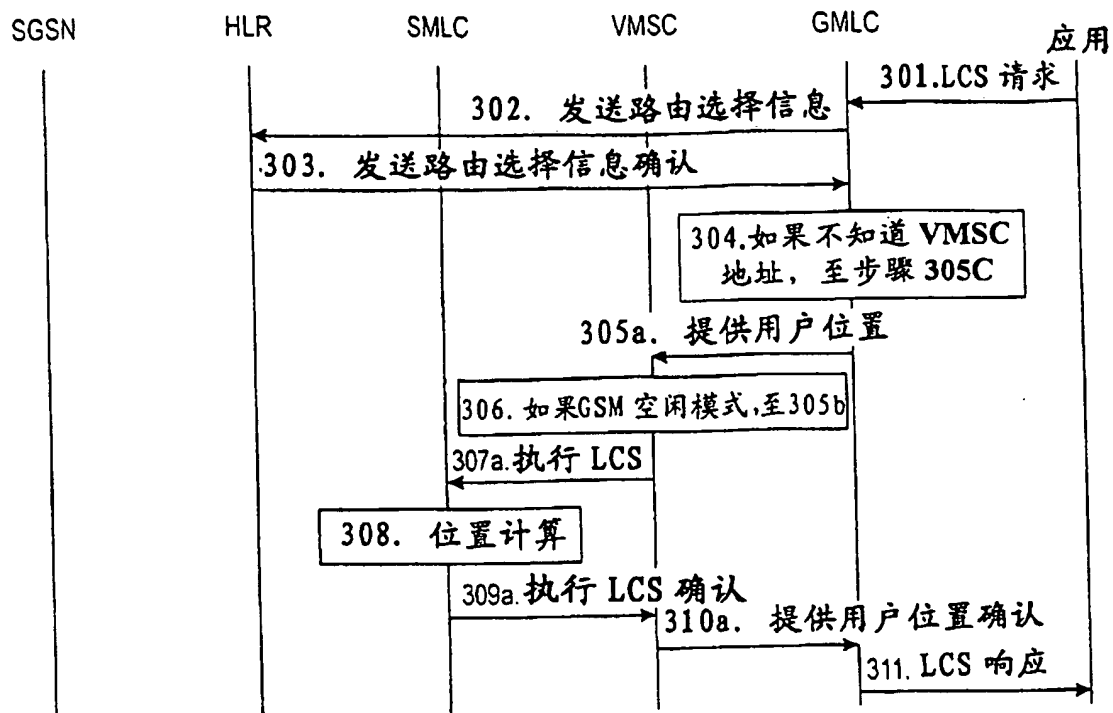 SGSN HLR SMLC VMSC GMLC 应用
301.LCS 请求
302. 发送路由选择信息
303. 发送路由选择信息确认
304.如果不知道 VMSC
地址，至步骤 305C
305a. 提供用户位置
306. 如果GSM 空闲模式,至305b
307a.执行 LCS
308. 位置计算
309a.执行 LCS 确认
310a. 提供用户位置确认
311. LCS 响应